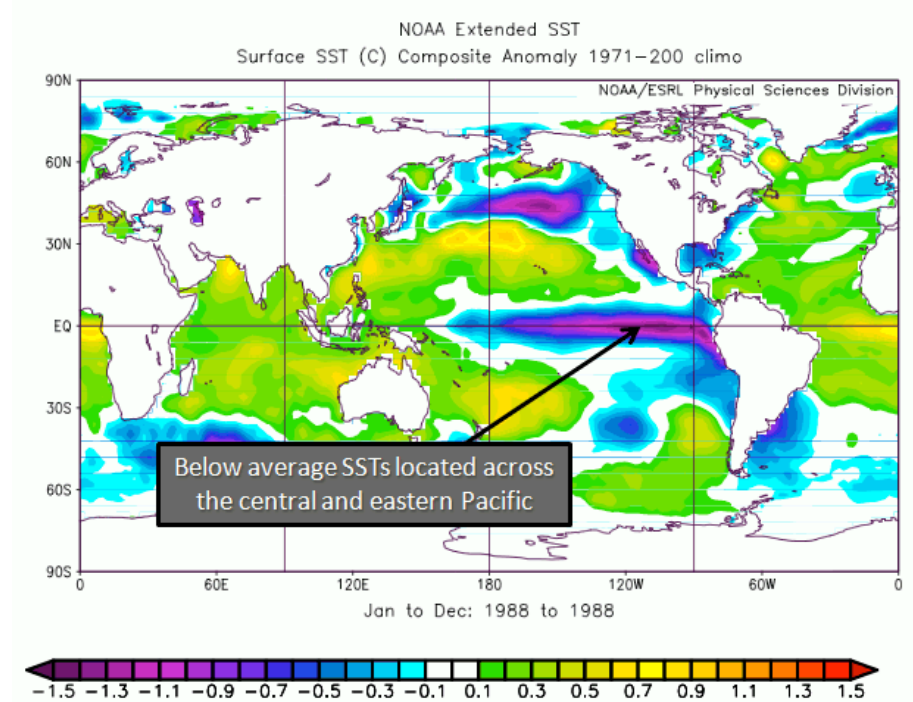 NOAA Extended SST
Surface SST (C) Composite Anomaly 1971-200 climo
90N
NOAA/ESRL Physical Sciences Division
60N
30N
EQ
30S
Below average SSTs located across
the central and eastern Pacific
60S
90S
0 60E 120E 180 120W 60W 0
Jan to Dec: 1988 to 1988
-1.5 -1.3 -1.1 -0.9 -0.7 -0.5 -0.3 -0.1 0.1 0.3 0.5 0.7 0.9 1.1 1.3 1.5